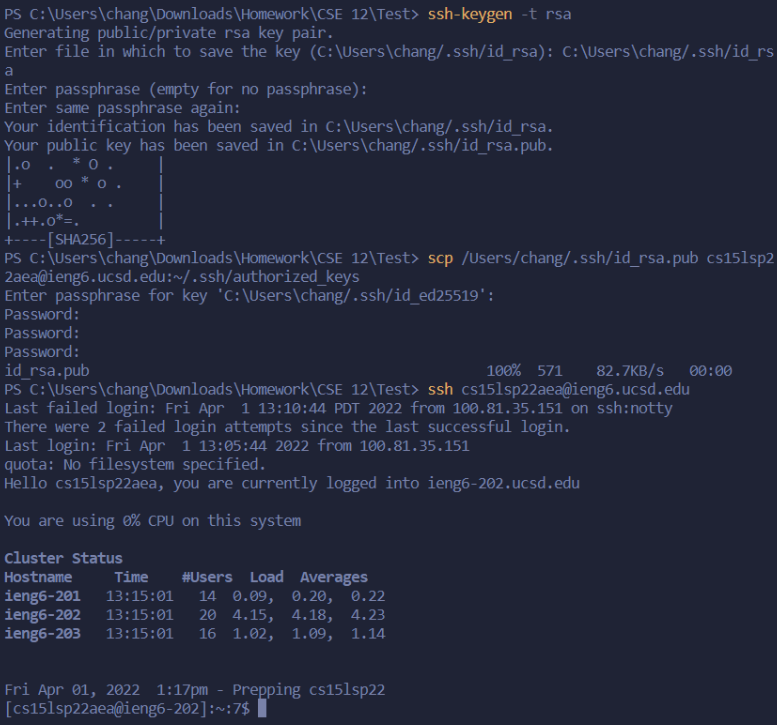 PS C:\Users\chang\Downloads\Homework\CSE 12\Test> ssh-keygen -t rsa
Generating public/private rsa key pair.
Enter file in which to save the key (C:\Users\chang/.ssh/id_rsa): C:\Users\chang/.ssh/id_rs
a
Enter passphrase (empty for no passphrase):
Enter same passphrase again:
Your identification has been saved in C:\Users\chang/.ssh/id_rsa.
Your public key has been saved in C:\Users\chang/.ssh/id_rsa.pub.
|.o  .  * O .     |
|+    oo * o .    |
|...o..o  . .     |
|.++.o*=.         |
+----[SHA256]-----+
PS C:\Users\chang\Downloads\Homework\CSE 12\Test> scp /Users/chang/.ssh/id_rsa.pub cs15lsp2
2aea@ieng6.ucsd.edu:~/.ssh/authorized_keys
Enter passphrase for key 'C:\Users\chang/.ssh/id_ed25519':
Password:
Password:
Password:
id_rsa.pub                                               100%  571    82.7KB/s   00:00
PS C:\Users\chang\Downloads\Homework\CSE 12\Test> ssh cs15lsp22aea@ieng6.ucsd.edu
Last failed login: Fri Apr  1 13:10:44 PDT 2022 from 100.81.35.151 on ssh:notty
There were 2 failed login attempts since the last successful login.
Last login: Fri Apr  1 13:05:44 2022 from 100.81.35.151
quota: No filesystem specified.
Hello cs15lsp22aea, you are currently logged into ieng6-202.ucsd.edu

You are using 0% CPU on this system

Cluster Status
Hostname     Time    #Users  Load  Averages
ieng6-201   13:15:01   14  0.09,  0.20,  0.22
ieng6-202   13:15:01   20  4.15,  4.18,  4.23
ieng6-203   13:15:01   16  1.02,  1.09,  1.14

Fri Apr 01, 2022  1:17pm - Prepping cs15lsp22
[cs15lsp22aea@ieng6-202]:~:7$